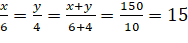 x/6 = y/4 = x+y/6+4 = 150/10 = 15